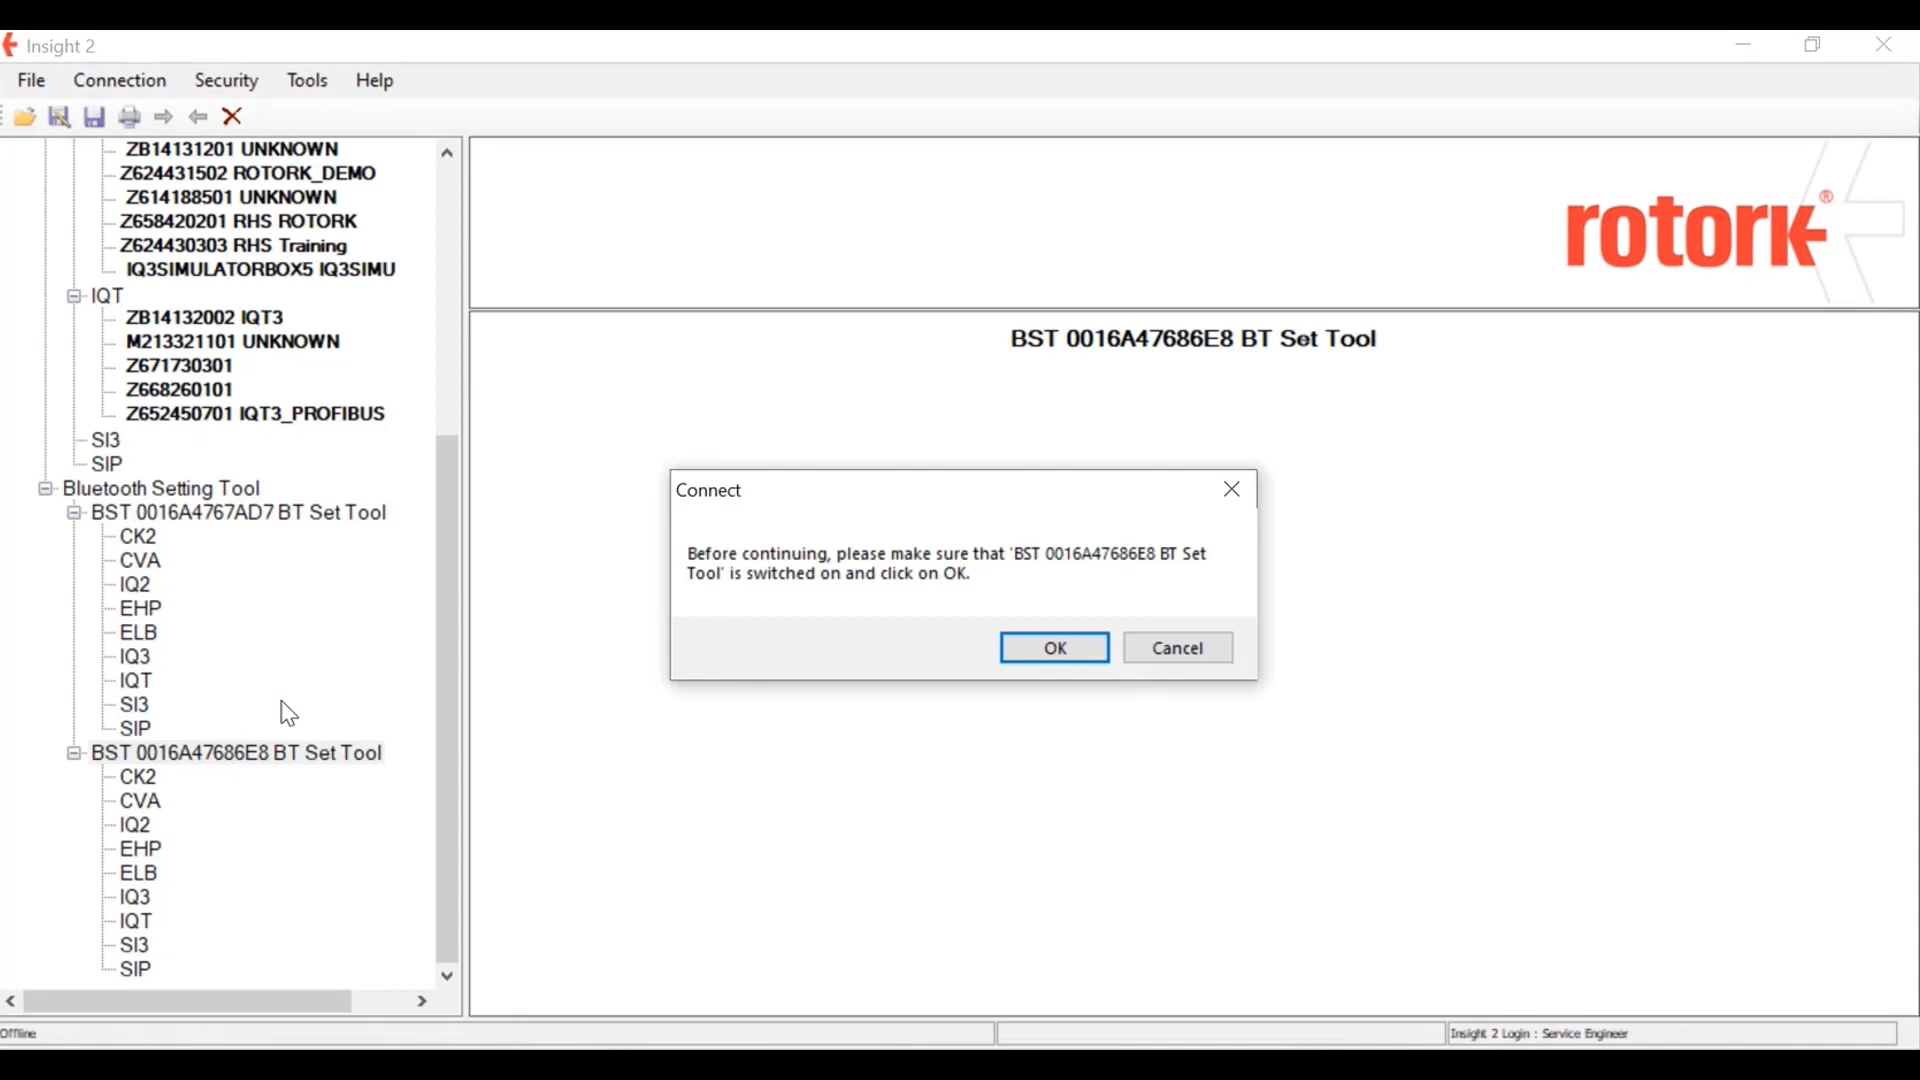 Insight 2
File Connection Security Tools Help
ZB14131201 UNKNOWN
Z624431502 ROTORK_DEMO
Z614188501 UNKNOWN
Z658420201 RHS ROTORK
Z624430303 RHS Training
IQ3SIMULATORBOX5 IQ3SIMU
IQT
ZB14132002 IQT3
M213321101 UNKNOWN
Z671730301
Z668260101
Z652450701 IQT3_PROFIBUS
SI3
SIP
Bluetooth Setting Tool
BST 0016A4767AD7 BT Set Tool
CK2
CVA
IQ2
EHP
ELB
IQ3
IQT
SI3
SIP
BST 0016A47686E8 BT Set Tool
CK2
CVA
IQ2
EHP
ELB
IQ3
IQT
SI3
SIP
rotork®
BST 0016A47686E8 BT Set Tool
Connect
Before continuing, please make sure that 'BST 0016A47686E8 BT Set
Tool' is switched on and click on OK.
OK Cancel
Offline
Insight 2 Login : Service Engineer